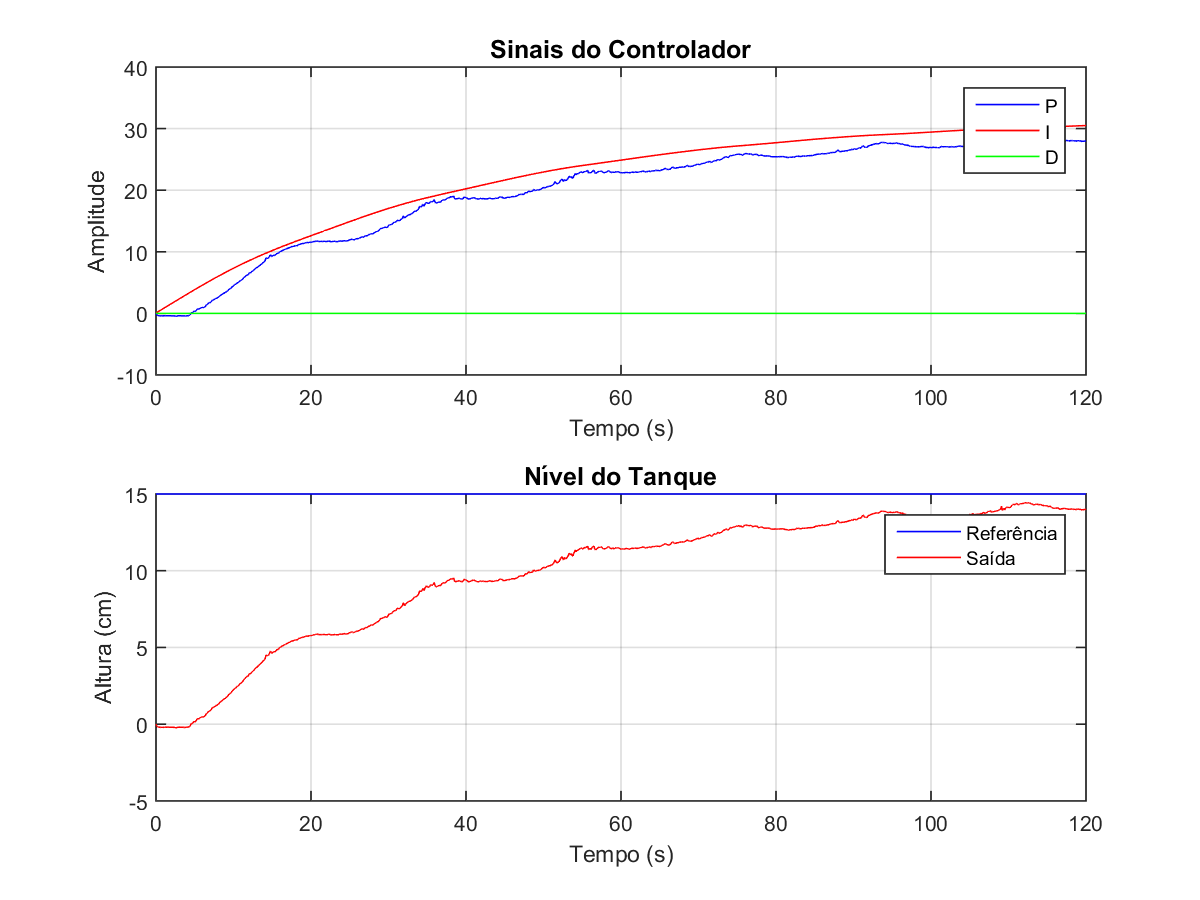 Sinais do Controlador
40
30
20
10
0
-10
Amplitude
P
I
D
0 20 40 60 80 100 120
Tempo (s)
Nível do Tanque
15
10
5
0
-5
Altura (cm)
Referência
Saída
0 20 40 60 80 100 120
Tempo (s)